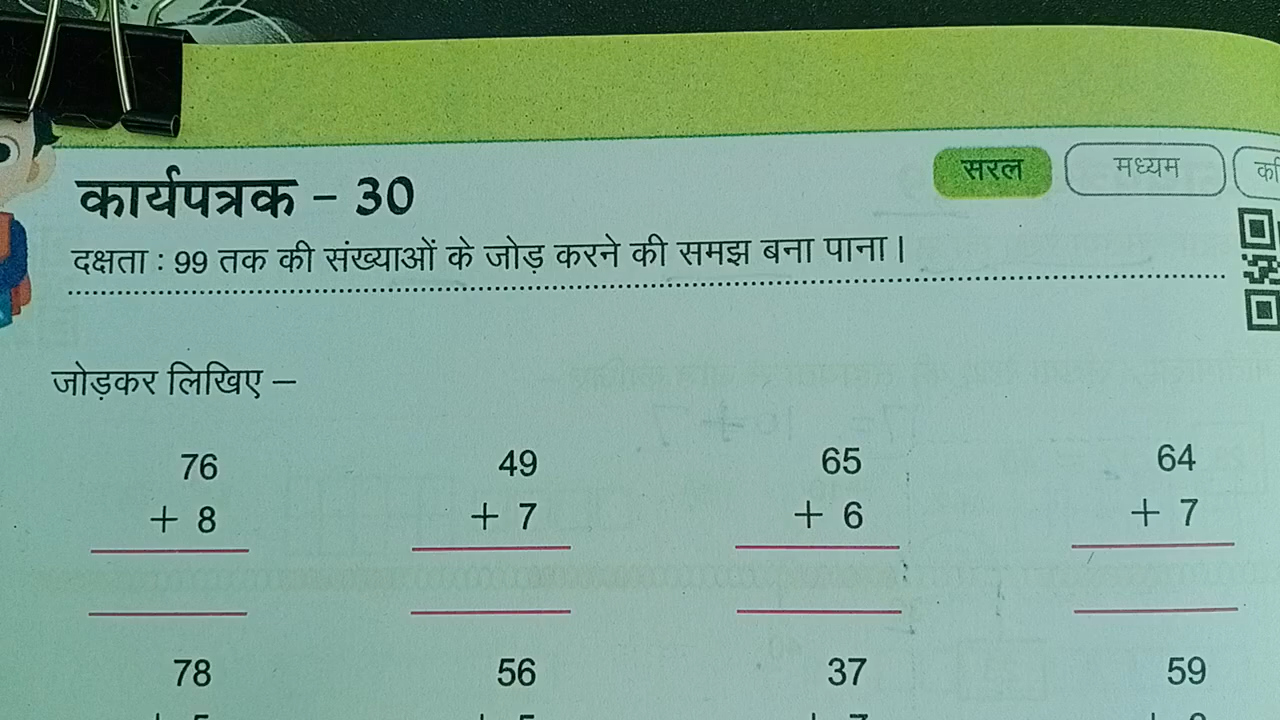 सरल मध्यम
कार्यपत्रक – 30
दक्षता : 99 तक की संख्याओं के जोड़ करने की समझ बना पाना।
जोड़कर लिखिए –
76 49 65 64
+ 8 + 7 + 6 + 7
78 56 37 59